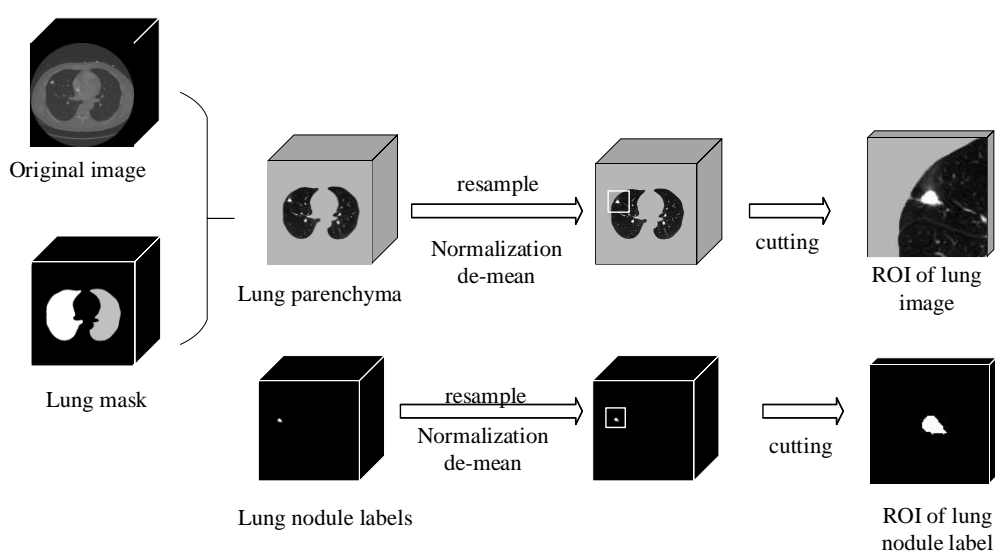 Original image
Lung mask
Lung parenchyma
resample
Normalization
de-mean
cutting
ROI of lung
image
Lung nodule labels
resample
Normalization
de-mean
cutting
ROI of lung
nodule label